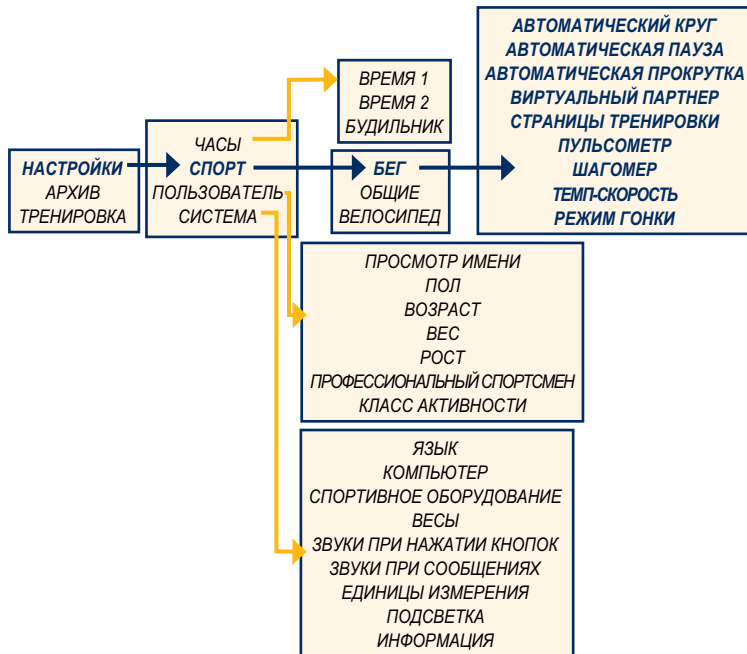 НАСТРОЙКИ
АРХИВ
ТРЕНИРОВКА
ЧАСЫ
СПОРТ
ПОЛЬЗОВАТЕЛЬ
СИСТЕМА
ВРЕМЯ 1
ВРЕМЯ 2
БУДИЛЬНИК
БЕГ
ОБЩИЕ
ВЕЛОСИПЕД
АВТОМАТИЧЕСКИЙ КРУГ
АВТОМАТИЧЕСКАЯ ПАУЗА
АВТОМАТИЧЕСКАЯ ПРОКРУТКА
ВИРТУАЛЬНЫЙ ПАРТНЕР
СТРАНИЦЫ ТРЕНИРОВКИ
ПУЛЬСОМЕТР
ШАГОМЕР
ТЕМП-СКОРОСТЬ
РЕЖИМ ГОНКИ
ПРОСМОТР ИМЕНИ
ПОЛ
ВОЗРАСТ
ВЕС
РОСТ
ПРОФЕССИОНАЛЬНЫЙ СПОРТСМЕН
КЛАСС АКТИВНОСТИ
ЯЗЫК
КОМПЬЮТЕР
СПОРТИВНОЕ ОБОРУДОВАНИЕ
ВЕСЫ
ЗВУКИ ПРИ НАЖАТИИ КНОПОК
ЗВУКИ ПРИ СООБЩЕНИЯХ
ЕДИНИЦЫ ИЗМЕРЕНИЯ
ПОДСВЕТКА
ИНФОРМАЦИЯ